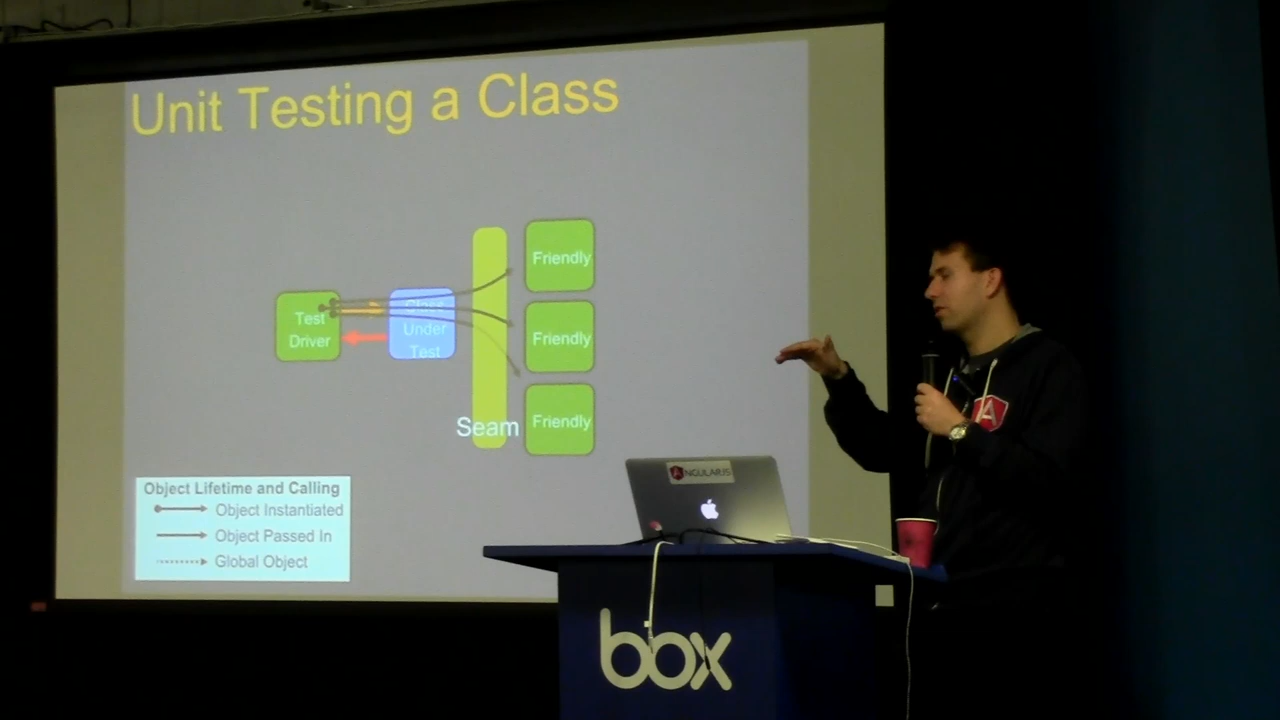 Unit Testing a Class
Friendly
Test
Driver
Class
Under
Test
Friendly
Seam
Friendly
Object Lifetime and Calling
Object Instantiated
Object Passed In
Global Object
ANGULARJS
A
box